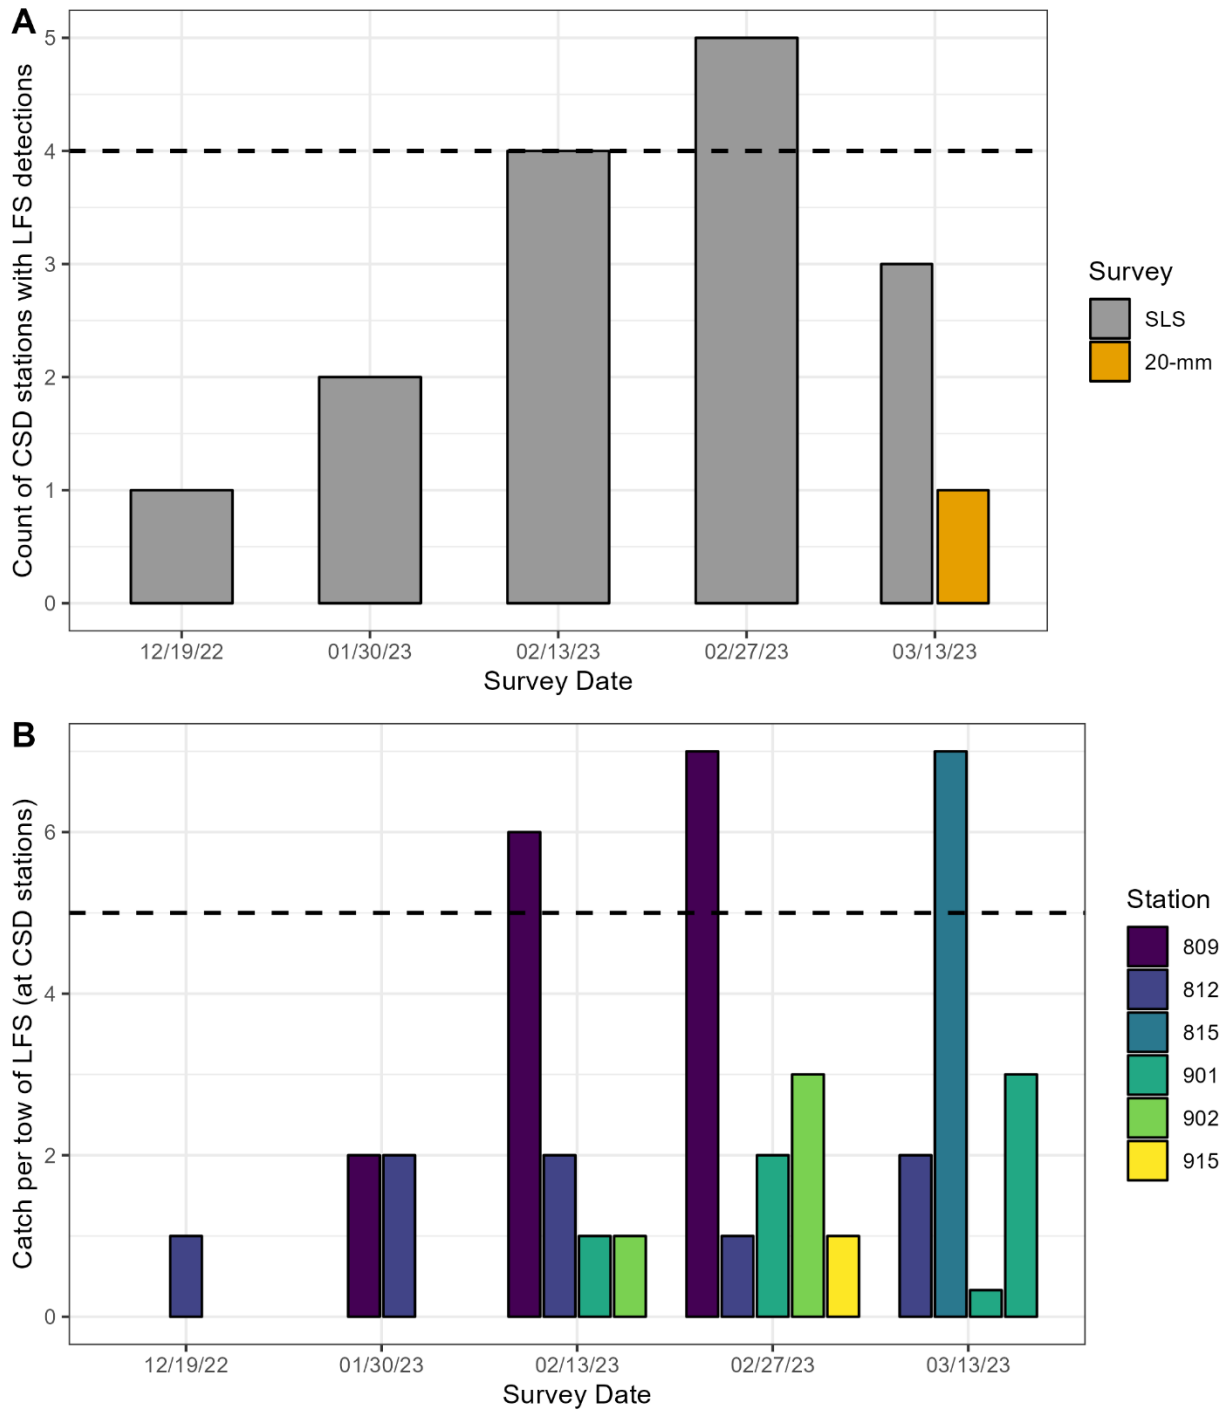 A
Count of CSD stations with LFS detections
5
4
3
2
1
0
12/19/22 01/30/23 02/13/23 02/27/23 03/13/23
Survey Date
Survey
SLS
20-mm
B
Catch per tow of LFS (at CSD stations)
6
4
2
0
12/19/22 01/30/23 02/13/23 02/27/23 03/13/23
Survey Date
Station
809
812
815
901
902
915